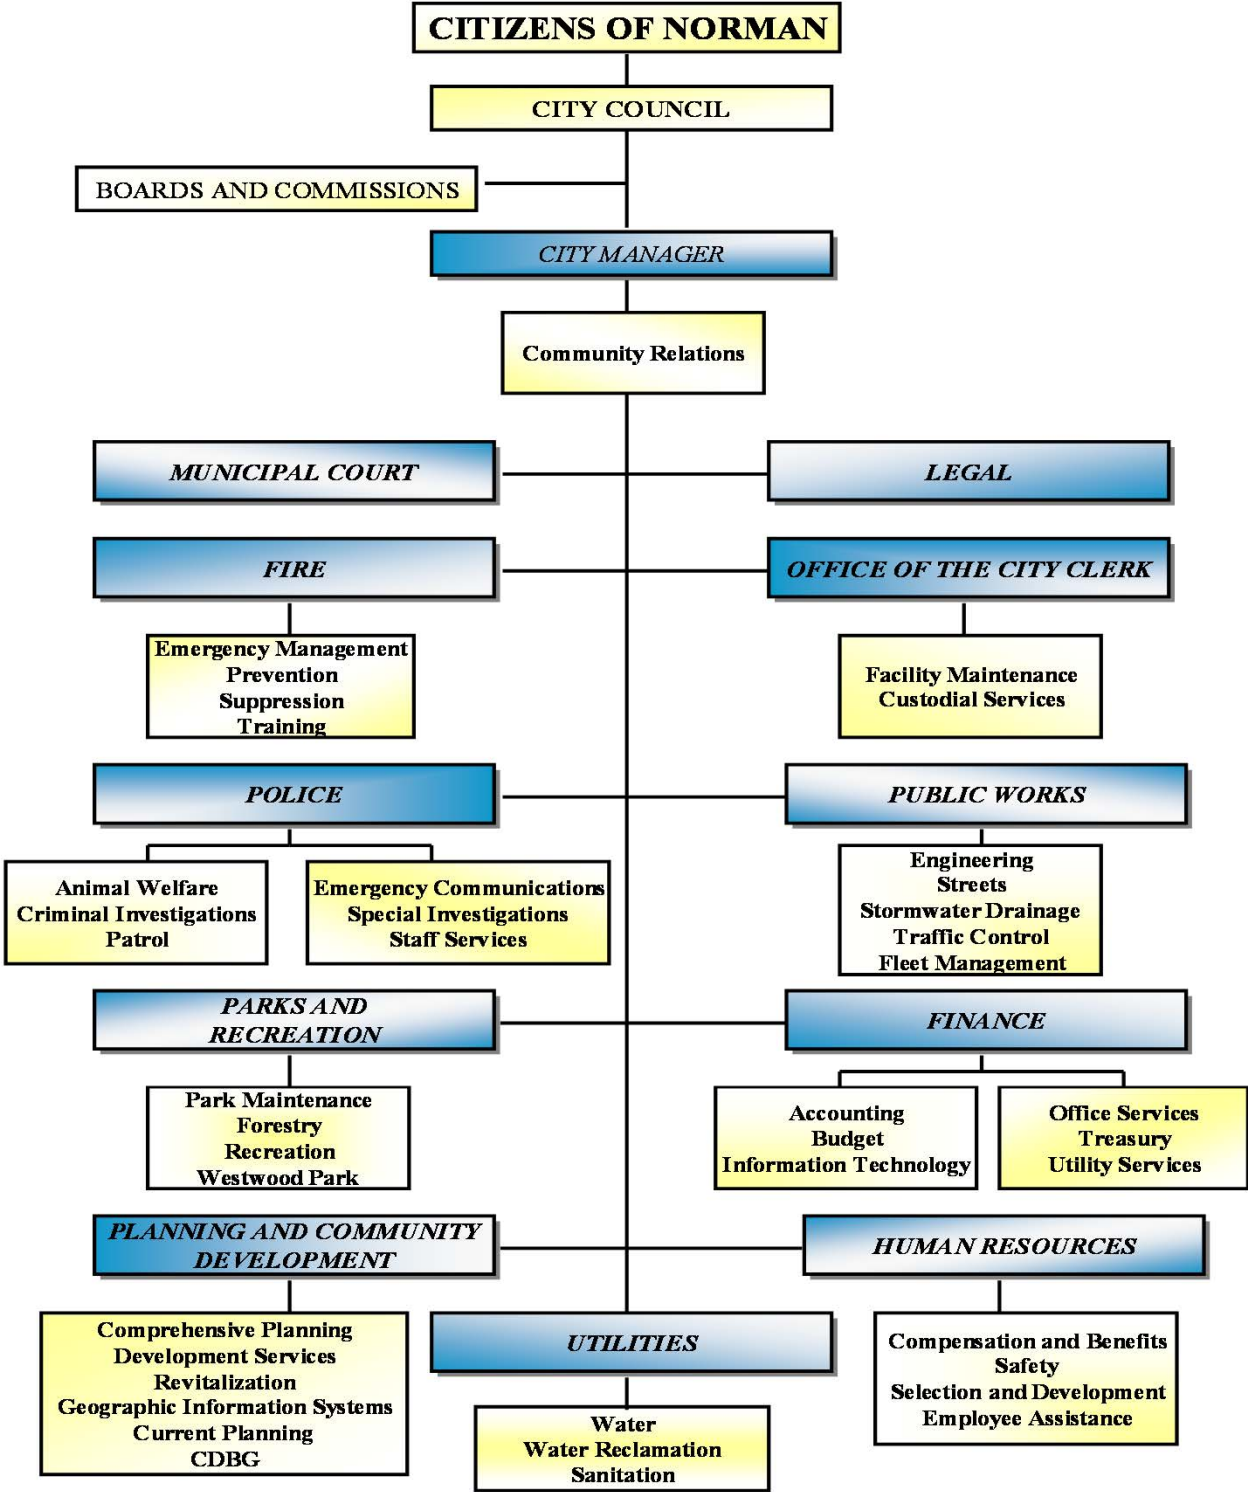 CITIZENS OF NORMAN
CITY COUNCIL
BOARDS AND COMMISSIONS
CITY MANAGER
Community Relations
MUNICIPAL COURT
LEGAL
FIRE
OFFICE OF THE CITY CLERK
Emergency Management
Prevention
Suppression
Training
Facility Maintenance
Custodial Services
POLICE
PUBLIC WORKS
Animal Welfare
Criminal Investigations
Patrol
Emergency Communications
Special Investigations
Staff Services
Engineering
Streets
Stormwater Drainage
Traffic Control
Fleet Management
PARKS AND
RECREATION
FINANCE
Park Maintenance
Forestry
Recreation
Westwood Park
Accounting
Budget
Information Technology
Office Services
Treasury
Utility Services
PLANNING AND COMMUNITY
DEVELOPMENT
HUMAN RESOURCES
Comprehensive Planning
Development Services
Revitalization
Geographic Information Systems
Current Planning
CDBG
UTILITIES
Water
Water Reclamation
Sanitation
Compensation and Benefits
Safety
Selection and Development
Employee Assistance